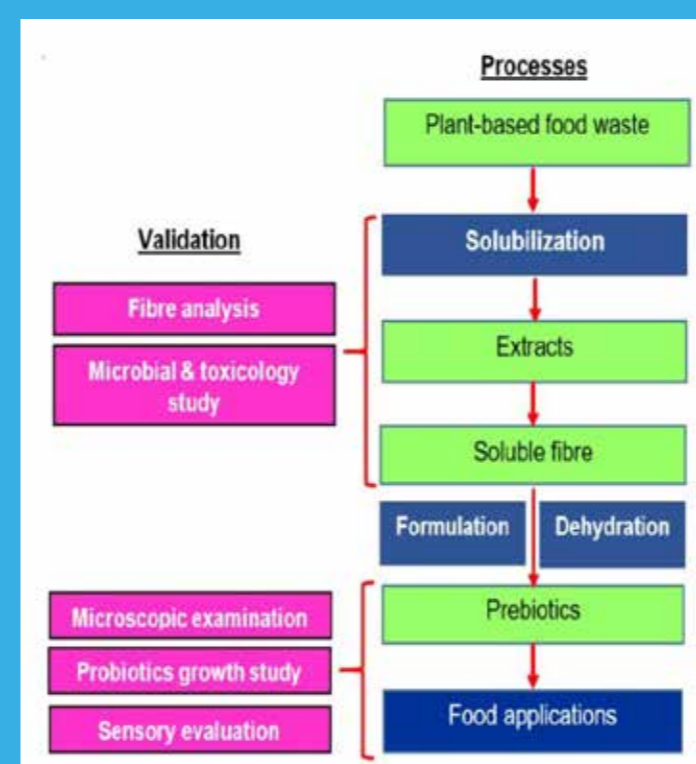 Processes
Plant-based food waste
Validation
Solubilization
Fibre analysis
Extracts
Microbial & toxicology
study
Soluble fibre
Formulation
Dehydration
Microscopic examination
Prebiotics
Probiotics growth study
Sensory evaluation
Food applications